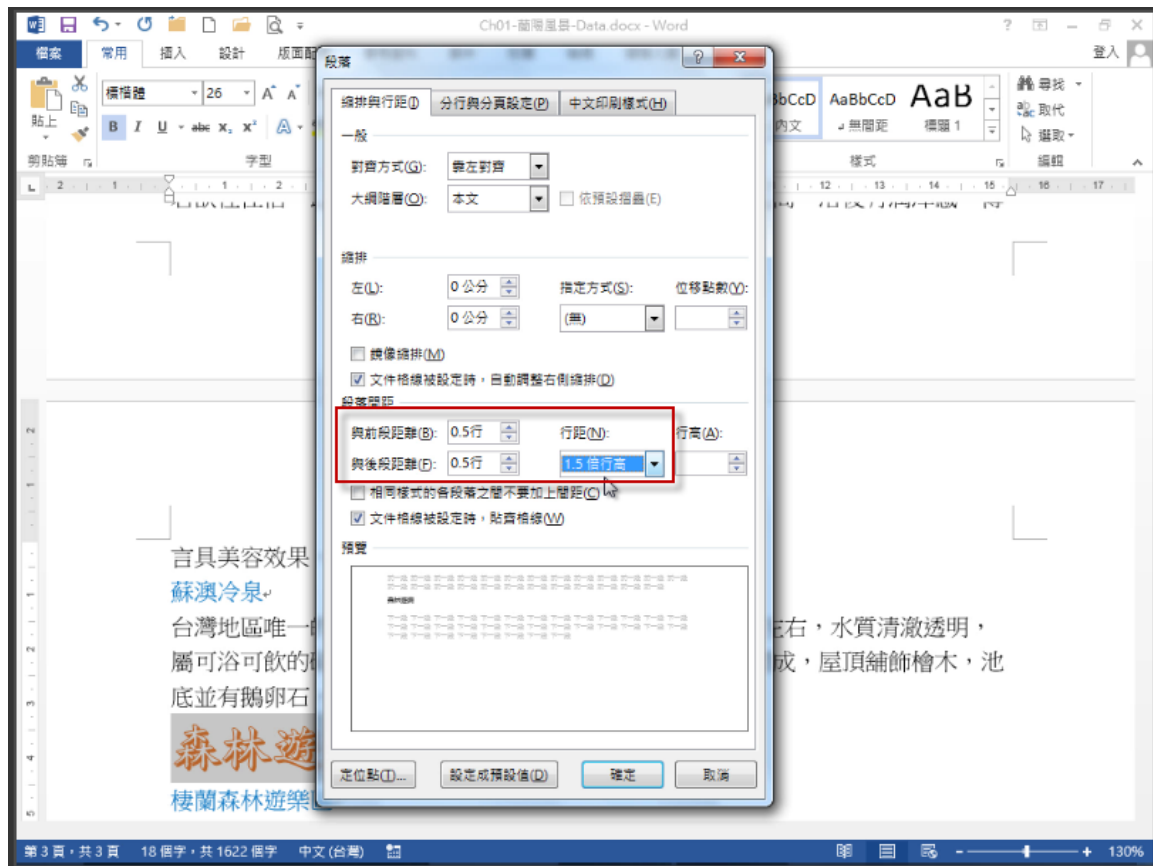 Ch01-蘭陽風景-Data.docx - Word
檔案 常用 插入 設計 版面配 登入
貼上
標楷體 26 A A
B I U abc X₂ X² A
剪貼簿 字型
bCcD AaBbCcD AaB
內文 無間距 標題 1
樣式
尋找
取代
選取
編輯
段落
縮排與行距(I) 分行與分頁設定(P) 中文印刷樣式(H)
一般
對齊方式(G): 靠左對齊
大綱階層(O): 本文 依預設摺疊(E)
縮排
左(L): 0 公分 指定方式(S): 位移點數(Y):
右(R): 0 公分 (無)
鏡像縮排(M)
文件格線被設定時，自動調整右側縮排(D)
段落間距
與前段距離(B): 0.5行 行距(N): 行高(A):
與後段距離(F): 0.5行 1.5 倍行高
相同樣式的各段落之間不要加上間距(C)
文件格線被設定時，貼齊格線(W)
預覽
森林遊樂
定位點(T)... 設定成預設值(D) 確定 取消
言具美容效果
蘇澳冷泉
台灣地區唯一 左右，水質清澈透明，
屬可浴可飲的 成，屋頂舖飾檜木，池
底並有鵝卵石
森林遊
棲蘭森林遊樂
第 3 頁，共 3 頁 18 個字，共 1622 個字 中文 (台灣) 130%